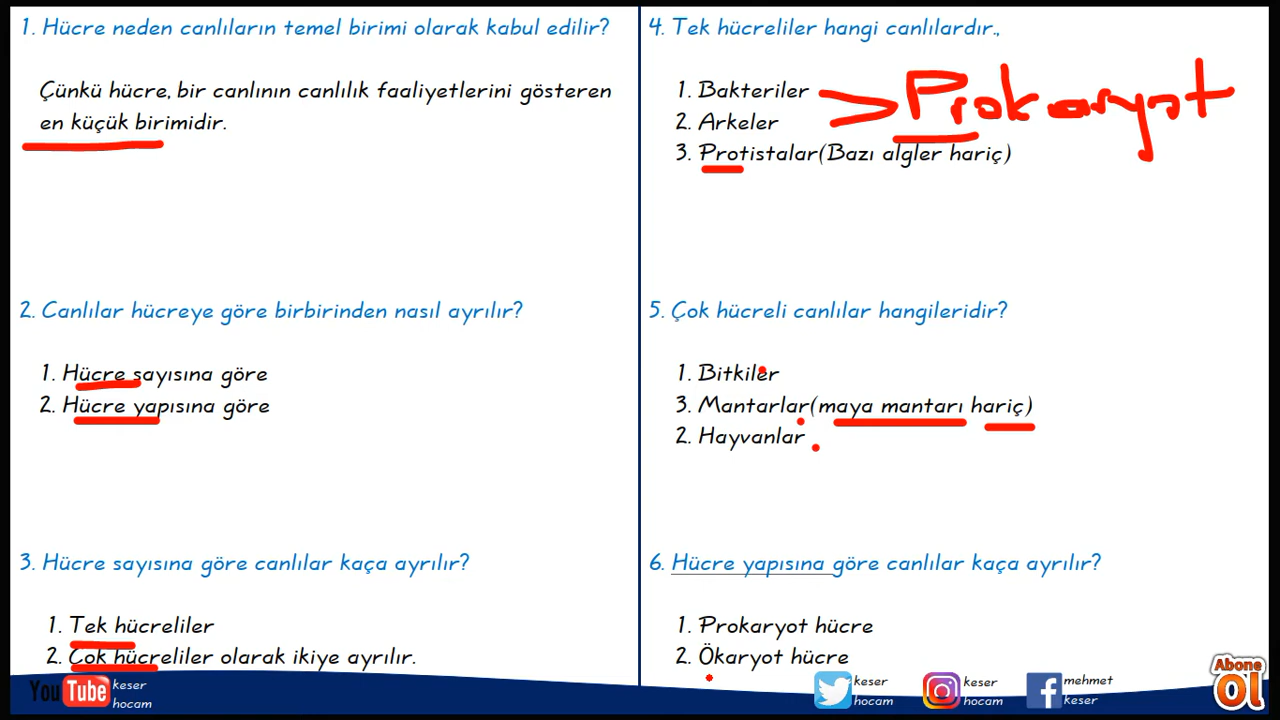 1. Hücre neden canlıların temel birimi olarak kabul edilir?
Çünkü hücre, bir canlının canlılık faaliyetlerini gösteren
en küçük birimidir.
2. Canlılar hücreye göre birbirinden nasıl ayrılır?
1. Hücre sayısına göre
2. Hücre yapısına göre
3. Hücre sayısına göre canlılar kaça ayrılır?
1. Tek hücreliler
2. Çok hücreliler olarak ikiye ayrılır.
4. Tek hücreliler hangi canlılardır.,
1. Bakteriler
2. Arkeler
Prokaryot
3. Protistalar(Bazı algler hariç)
5. Çok hücreli canlılar hangileridir?
1. Bitkiler
3. Mantarlar(maya mantarı hariç)
2. Hayvanlar
6. Hücre yapısına göre canlılar kaça ayrılır?
1. Prokaryot hücre
2. Ökaryot hücre
YouTube keser hocam
keser hocam
keser hocam
mehmet keser
Abone
OL